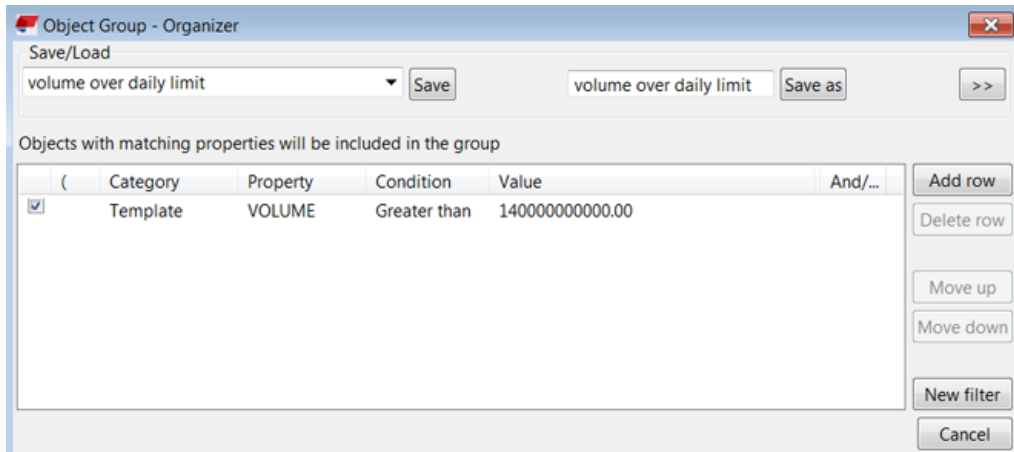 Object Group - Organizer
Save/Load
volume over daily limit Save volume over daily limit Save as >>
Objects with matching properties will be included in the group
( Category Property Condition Value And/... Add row
Template VOLUME Greater than 140000000000.00
Delete row
Move up
Move down
New filter
Cancel